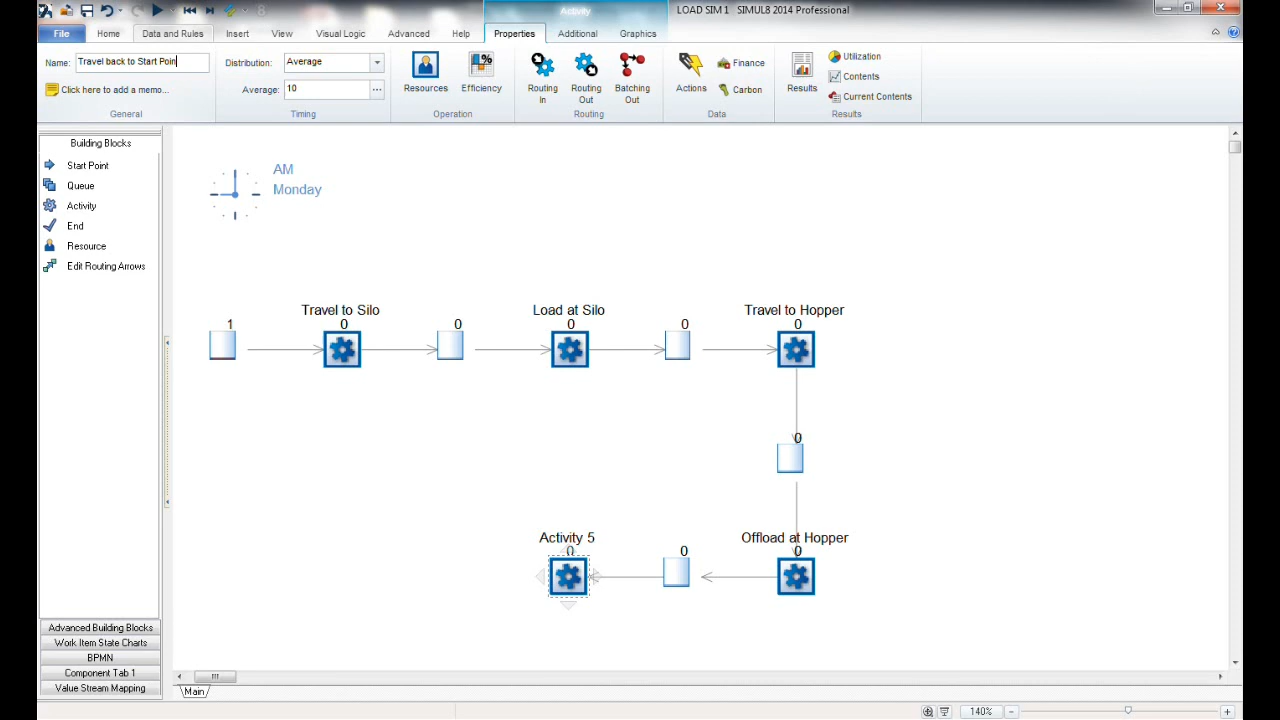 Activity
LOAD SIM 1 SIMUL8 2014 Professional
File Home Data and Rules Insert View Visual Logic Advanced Help Properties Additional Graphics
Name: Travel back to Start Poin
Distribution: Average
Click here to add a memo...
Average: 10 ...
Resources Efficiency
Routing In
Routing Out
Batching Out
Actions Finance
Carbon
Results Utilization
Contents
Current Contents
General Timing Operation Routing Data Results
Building Blocks
Start Point
Queue
Activity
End
Resource
Edit Routing Arrows
AM
Monday
Travel to Silo Load at Silo Travel to Hopper
1 0 0 0 0 0
0
Activity 5 Offload at Hopper
0 0 0
Advanced Building Blocks
Work Item State Charts
BPMN
Component Tab 1
Value Stream Mapping
Main
140%